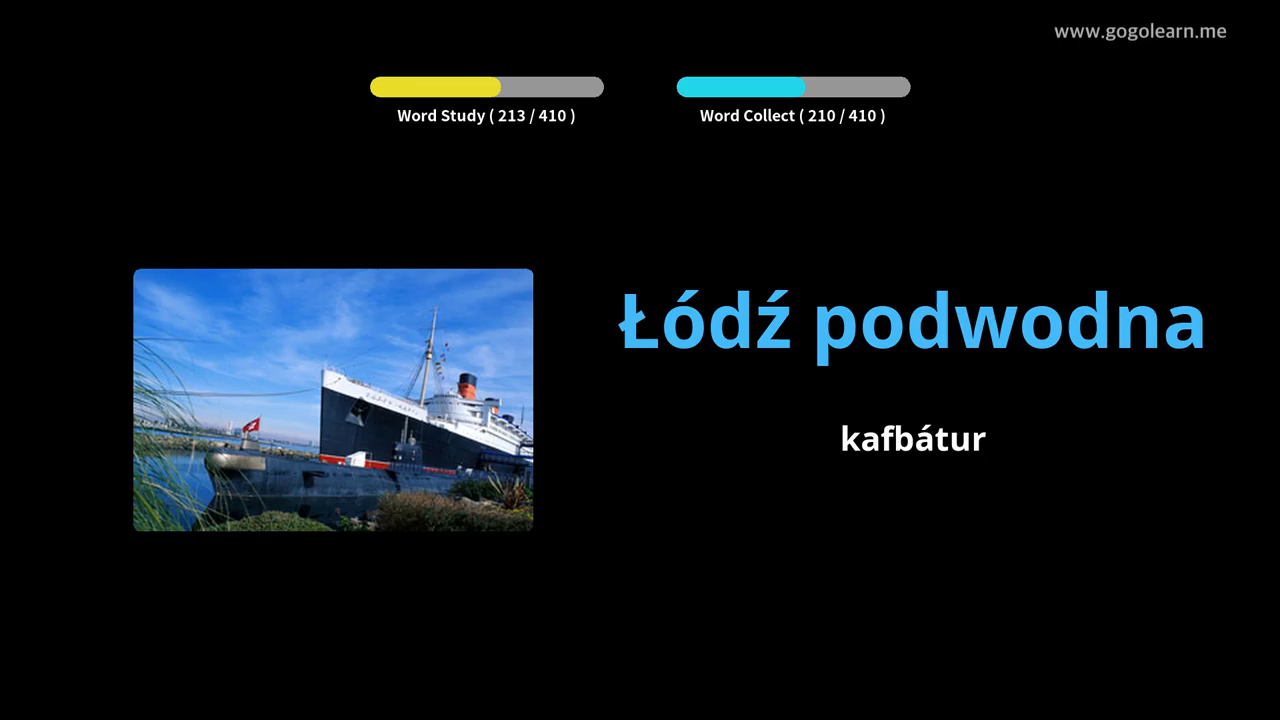 www.gogolearn.me
Word Study ( 213 / 410 )
Word Collect ( 210 / 410 )
Łódź podwodna
kafbátur